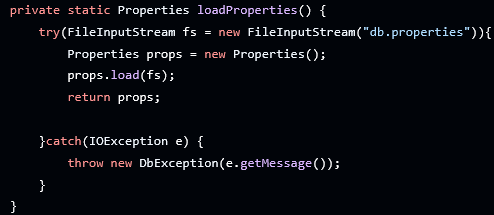 private static Properties loadProperties() {
    try(FileInputStream fs = new FileInputStream("db.properties")){
        Properties props = new Properties();
        props.load(fs);
        return props;

    }catch(IOException e) {
        throw new DbException(e.getMessage());
    }
}